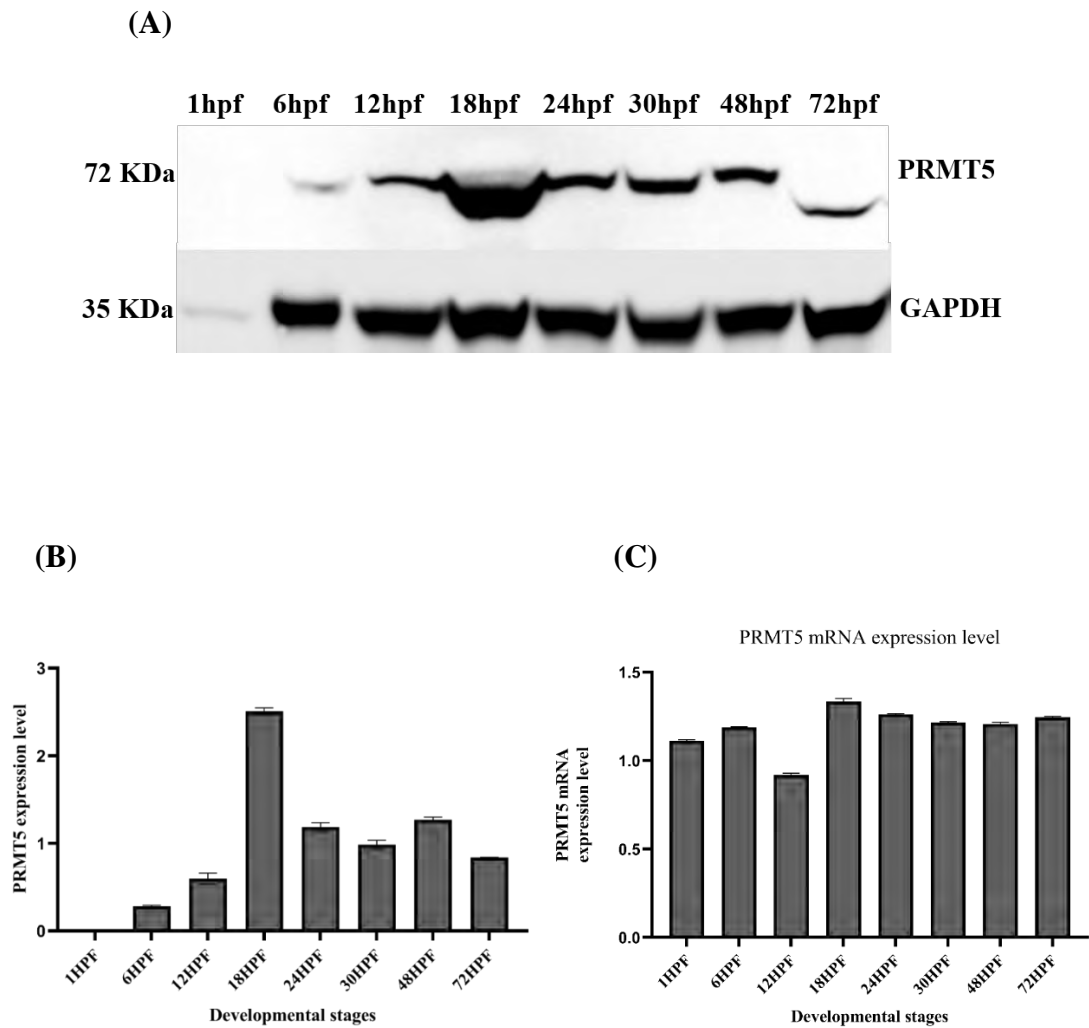 (A)
1hpf 6hpf 12hpf 18hpf 24hpf 30hpf 48hpf 72hpf
72 KDa PRMT5
35 KDa GAPDH
(B)
3
2
1
0
PRMT5 expression level
1HPF 6HPF 12HPF 18HPF 24HPF 30HPF 48HPF 72HPF
Developmental stages
(C)
PRMT5 mRNA expression level
1.5
1.0
0.5
0.0
PRMT5 mRNA
expression level
1HPF 6HPF 12HPF 18HPF 24HPF 30HPF 48HPF 72HPF
Developmental stages